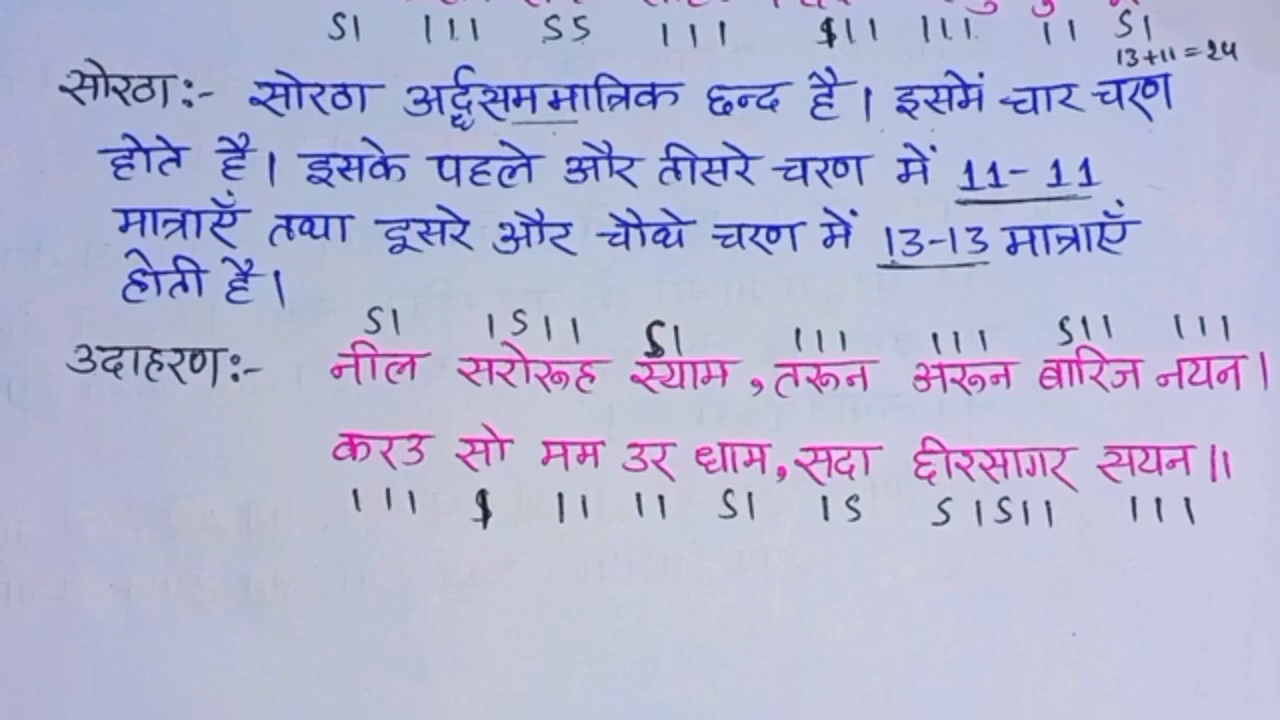 SI III SS III SIII III II SI
13+11=24
सोरठा:- सोरठा अर्द्धसममात्रिक छन्द है। इसमें चार चरण
होते है। इसके पहले और तीसरे चरण में 11-11
मात्राएँ तथा दूसरे और चौथे चरण में 13-13 मात्राएँ
होती है।
SI ISII SI III III SII III
उदाहरण:- नील सरोरूह स्याम, तरून अरून बारिज नयन।
करउ सो मम उर धाम, सदा छीरसागर सयन॥
III S II II SI IS SISII III